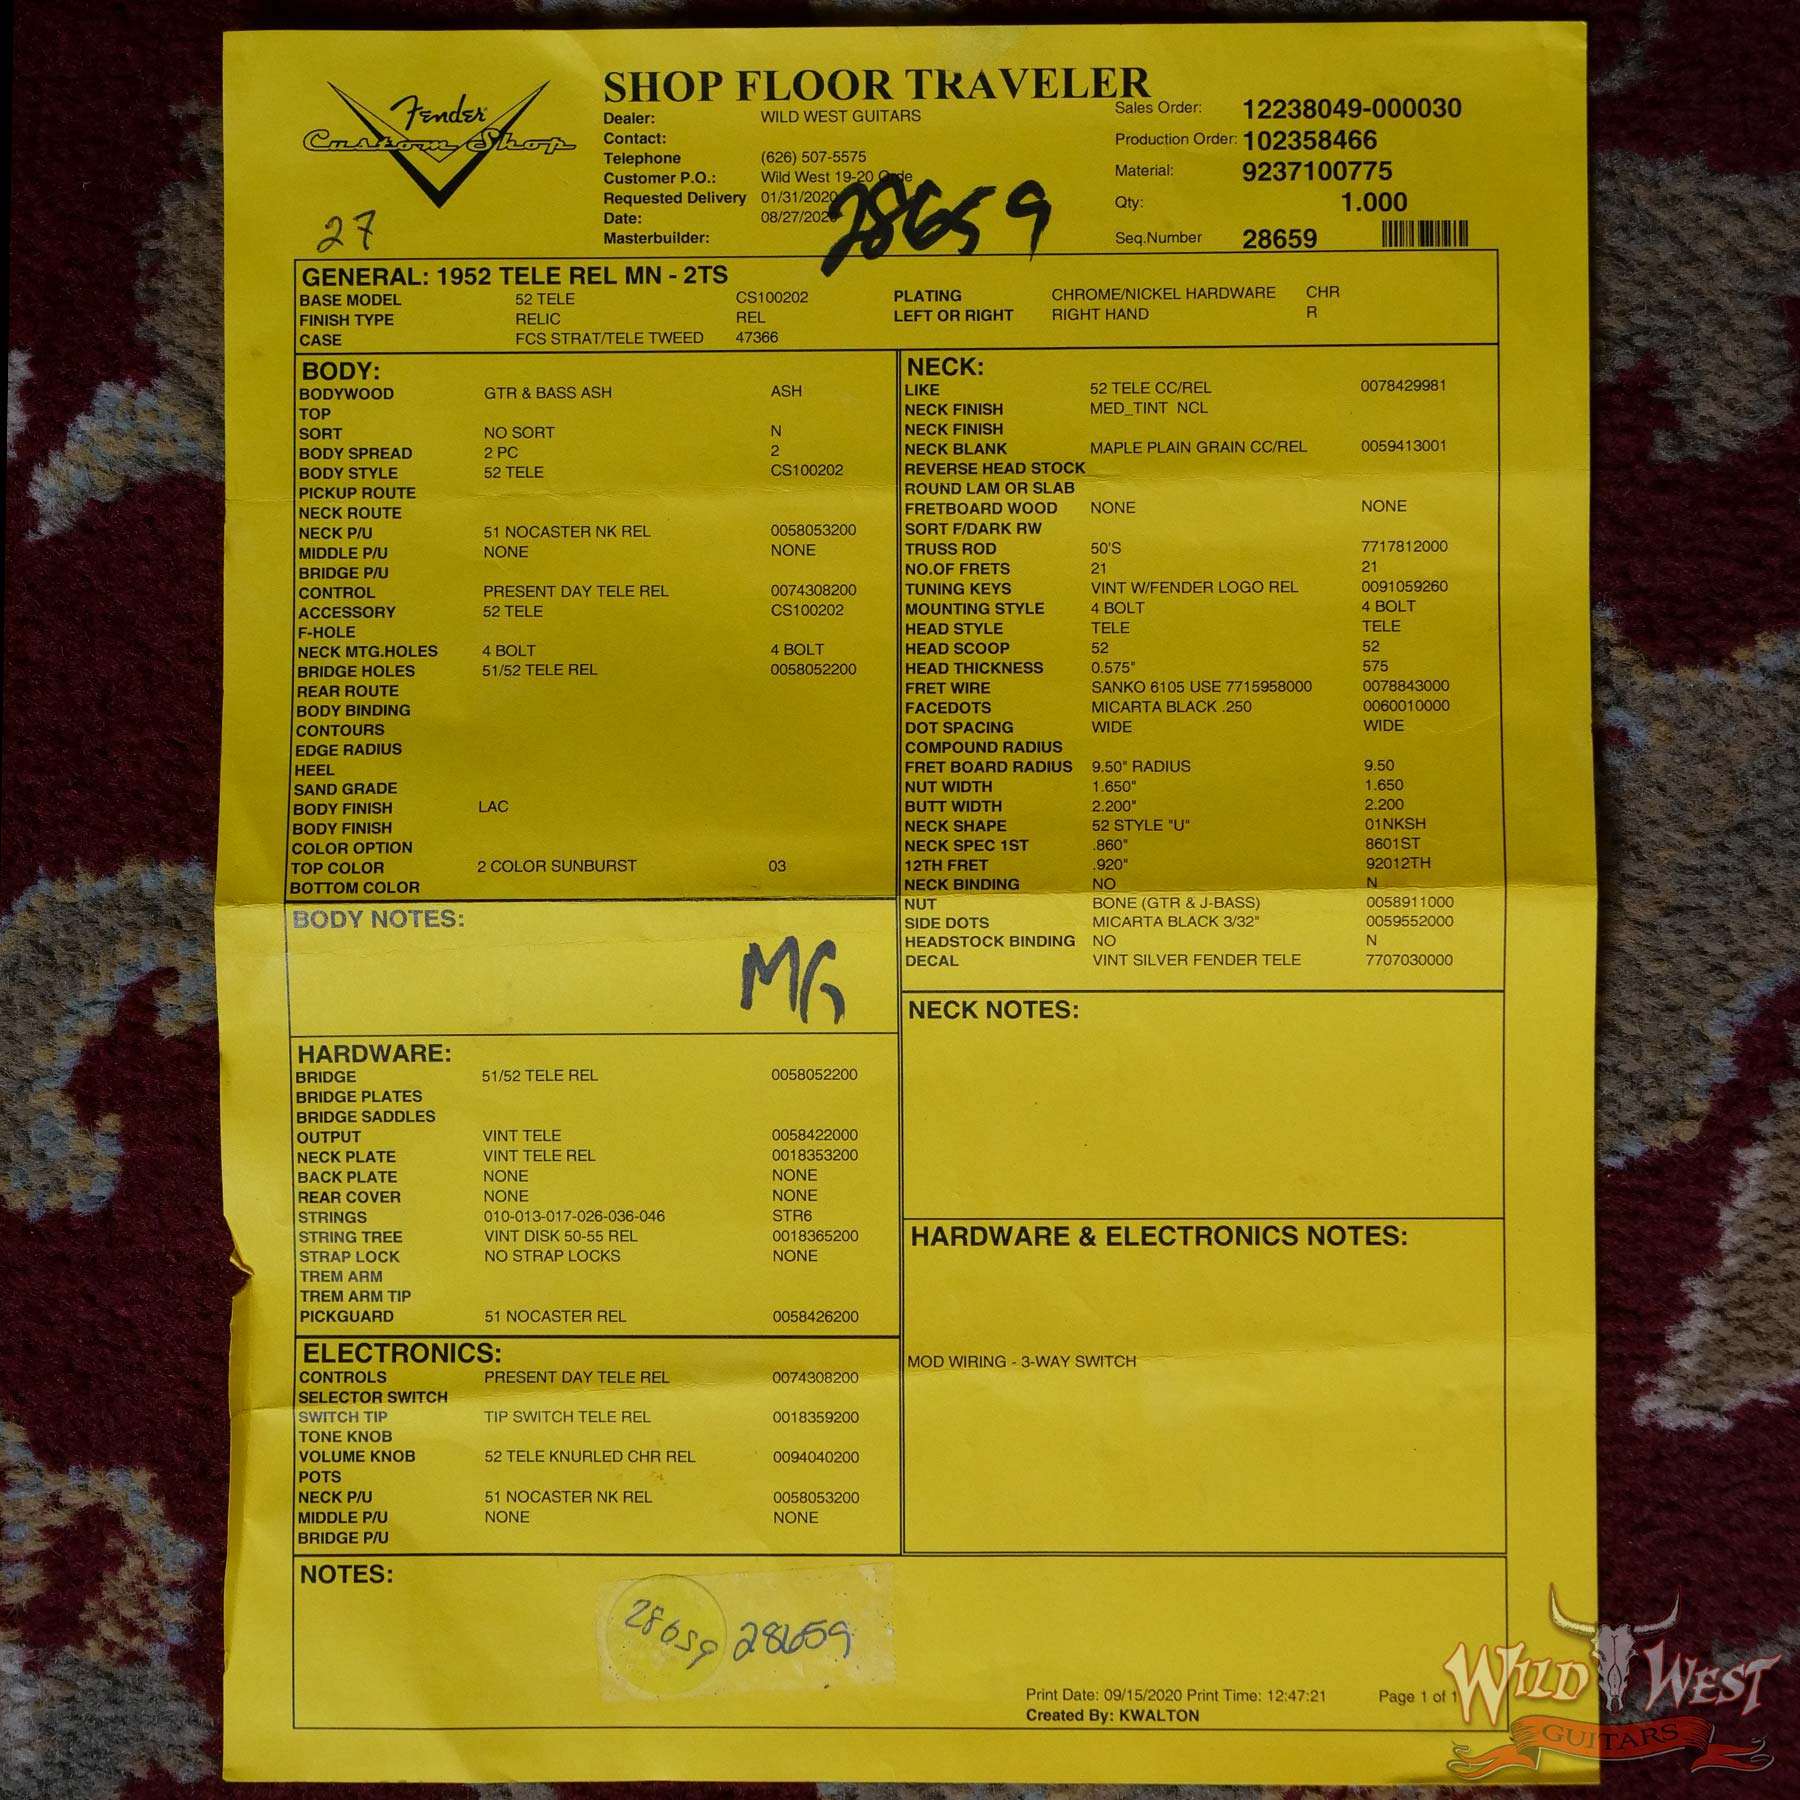 Fender
Custom Shop
SHOP FLOOR TRAVELER
Dealer: WILD WEST GUITARS
Contact:
Telephone (626) 507-5575
Customer P.O.: Wild West 19-20 Orde
Requested Delivery 01/31/2020
Date: 08/27/2020
Masterbuilder:
28659
Sales Order: 12238049-000030
Production Order: 102358466
Material: 9237100775
Qty: 1.000
Seq.Number 28659
27
GENERAL: 1952 TELE REL MN - 2TS
BASE MODEL 52 TELE CS100202 PLATING CHROME/NICKEL HARDWARE CHR
FINISH TYPE RELIC REL LEFT OR RIGHT RIGHT HAND R
CASE FCS STRAT/TELE TWEED 47366
BODY:
BODYWOOD GTR & BASS ASH ASH
TOP
SORT NO SORT N
BODY SPREAD 2 PC 2
BODY STYLE 52 TELE CS100202
PICKUP ROUTE
NECK ROUTE
NECK P/U 51 NOCASTER NK REL 0058053200
MIDDLE P/U NONE NONE
BRIDGE P/U
CONTROL PRESENT DAY TELE REL 0074308200
ACCESSORY 52 TELE CS100202
F-HOLE
NECK MTG.HOLES 4 BOLT 4 BOLT
BRIDGE HOLES 51/52 TELE REL 0058052200
REAR ROUTE
BODY BINDING
CONTOURS
EDGE RADIUS
HEEL
SAND GRADE
BODY FINISH LAC
BODY FINISH
COLOR OPTION
TOP COLOR 2 COLOR SUNBURST 03
BOTTOM COLOR
BODY NOTES:
MG
HARDWARE:
BRIDGE 51/52 TELE REL 0058052200
BRIDGE PLATES
BRIDGE SADDLES
OUTPUT VINT TELE 0058422000
NECK PLATE VINT TELE REL 0018353200
BACK PLATE NONE NONE
REAR COVER NONE NONE
STRINGS 010-013-017-026-036-046 STR6
STRING TREE VINT DISK 50-55 REL 0018365200
STRAP LOCK NO STRAP LOCKS NONE
TREM ARM
TREM ARM TIP
PICKGUARD 51 NOCASTER REL 0058426200
ELECTRONICS:
CONTROLS PRESENT DAY TELE REL 0074308200
SELECTOR SWITCH
SWITCH TIP TIP SWITCH TELE REL 0018359200
TONE KNOB
VOLUME KNOB 52 TELE KNURLED CHR REL 0094040200
POTS
NECK P/U 51 NOCASTER NK REL 0058053200
MIDDLE P/U NONE NONE
BRIDGE P/U
NECK:
LIKE 52 TELE CC/REL 0078429981
NECK FINISH MED_TINT NCL
NECK FINISH
NECK BLANK MAPLE PLAIN GRAIN CC/REL 0059413001
REVERSE HEAD STOCK
ROUND LAM OR SLAB
FRETBOARD WOOD NONE NONE
SORT F/DARK RW
TRUSS ROD 50'S 7717812000
NO.OF FRETS 21 21
TUNING KEYS VINT W/FENDER LOGO REL 0091059260
MOUNTING STYLE 4 BOLT 4 BOLT
HEAD STYLE TELE TELE
HEAD SCOOP 52 52
HEAD THICKNESS 0.575" 575
FRET WIRE SANKO 6105 USE 7715958000 0078843000
FACEDOTS MICARTA BLACK .250 0060010000
DOT SPACING WIDE WIDE
COMPOUND RADIUS
FRET BOARD RADIUS 9.50" RADIUS 9.50
NUT WIDTH 1.650" 1.650
BUTT WIDTH 2.200" 2.200
NECK SHAPE 52 STYLE "U" 01NKSH
NECK SPEC 1ST .860" 8601ST
12TH FRET .920" 92012TH
NECK BINDING NO N
NUT BONE (GTR & J-BASS) 0058911000
SIDE DOTS MICARTA BLACK 3/32" 0059552000
HEADSTOCK BINDING NO N
DECAL VINT SILVER FENDER TELE 7707030000
NECK NOTES:
HARDWARE & ELECTRONICS NOTES:
MOD WIRING - 3-WAY SWITCH
NOTES:
28659 28659
Print Date: 09/15/2020 Print Time: 12:47:21 Page 1 of 1
Created By: KWALTON
WILD WEST
GUITARS